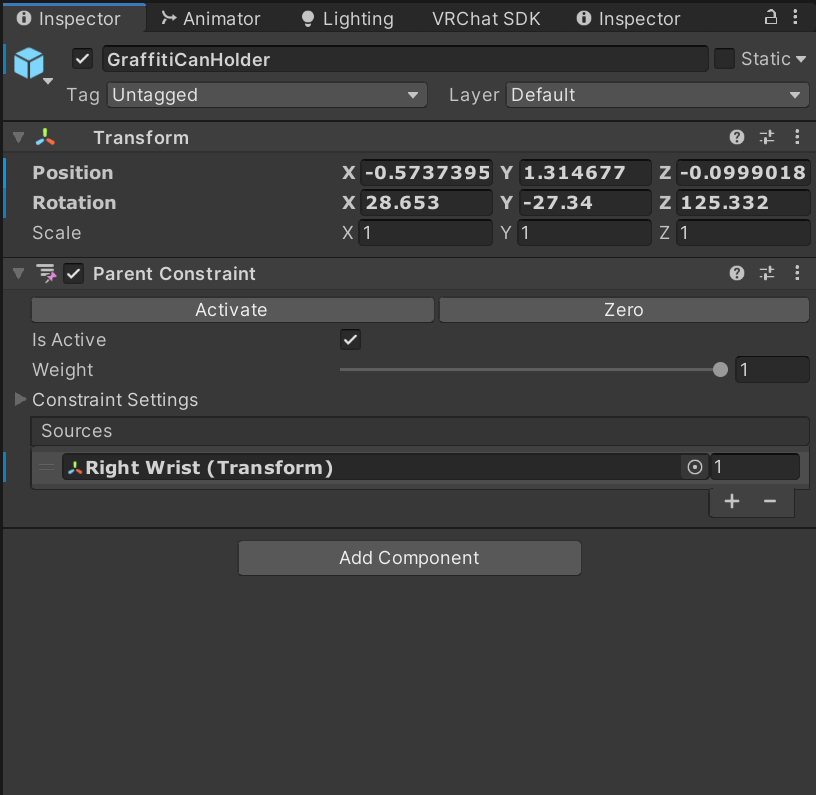 Inspector Animator Lighting VRChat SDK Inspector
GraffitiCanHolder Static
Tag Untagged Layer Default
Transform
Position X -0.5737395 Y 1.314677 Z -0.0999018
Rotation X 28.653 Y -27.34 Z 125.332
Scale X 1 Y 1 Z 1
Parent Constraint
Activate Zero
Is Active
Weight 1
Constraint Settings
Sources
Right Wrist (Transform) 1
Add Component